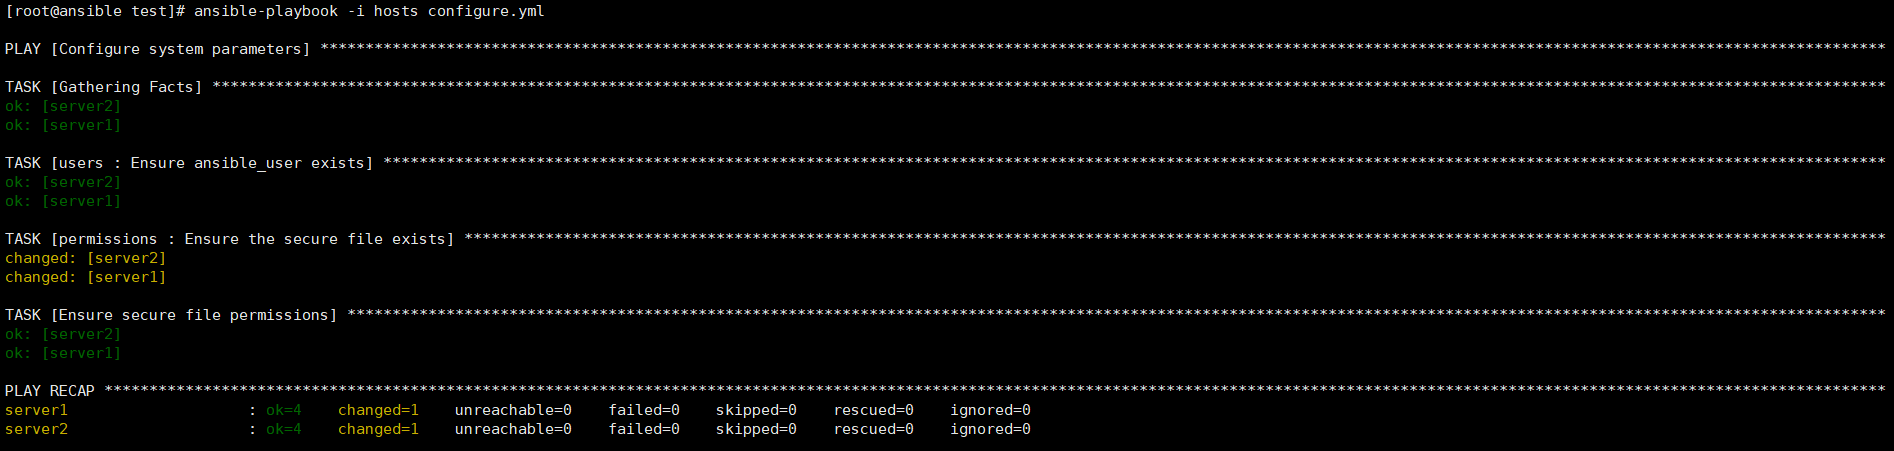 [root@ansible test]# ansible-playbook -i hosts configure.yml
PLAY [Configure system parameters] ******************************************************************************************************************************************************************************
TASK [Gathering Facts] ******************************************************************************************************************************************************************************************
ok: [server2]
ok: [server1]
TASK [users : Ensure ansible_user exists] ***********************************************************************************************************************************************************************
ok: [server2]
ok: [server1]
TASK [permissions : Ensure the secure file exists] **************************************************************************************************************************************************************
changed: [server2]
changed: [server1]
TASK [Ensure secure file permissions] ***************************************************************************************************************************************************************************
ok: [server2]
ok: [server1]
PLAY RECAP ******************************************************************************************************************************************************************************************************
server1                    : ok=4    changed=1    unreachable=0    failed=0    skipped=0    rescued=0    ignored=0
server2                    : ok=4    changed=1    unreachable=0    failed=0    skipped=0    rescued=0    ignored=0